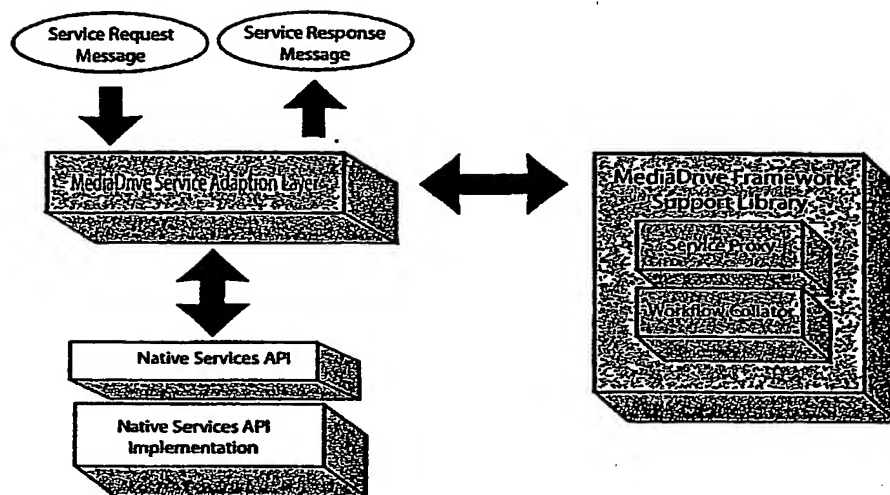 Service Request
Message
Service Response
Message
MediaDrive Service Adaption Layer
MediaDrive Framework
Support Library
Service Proxy
Workflow Collator
Native Services API
Native Services API
Implementation